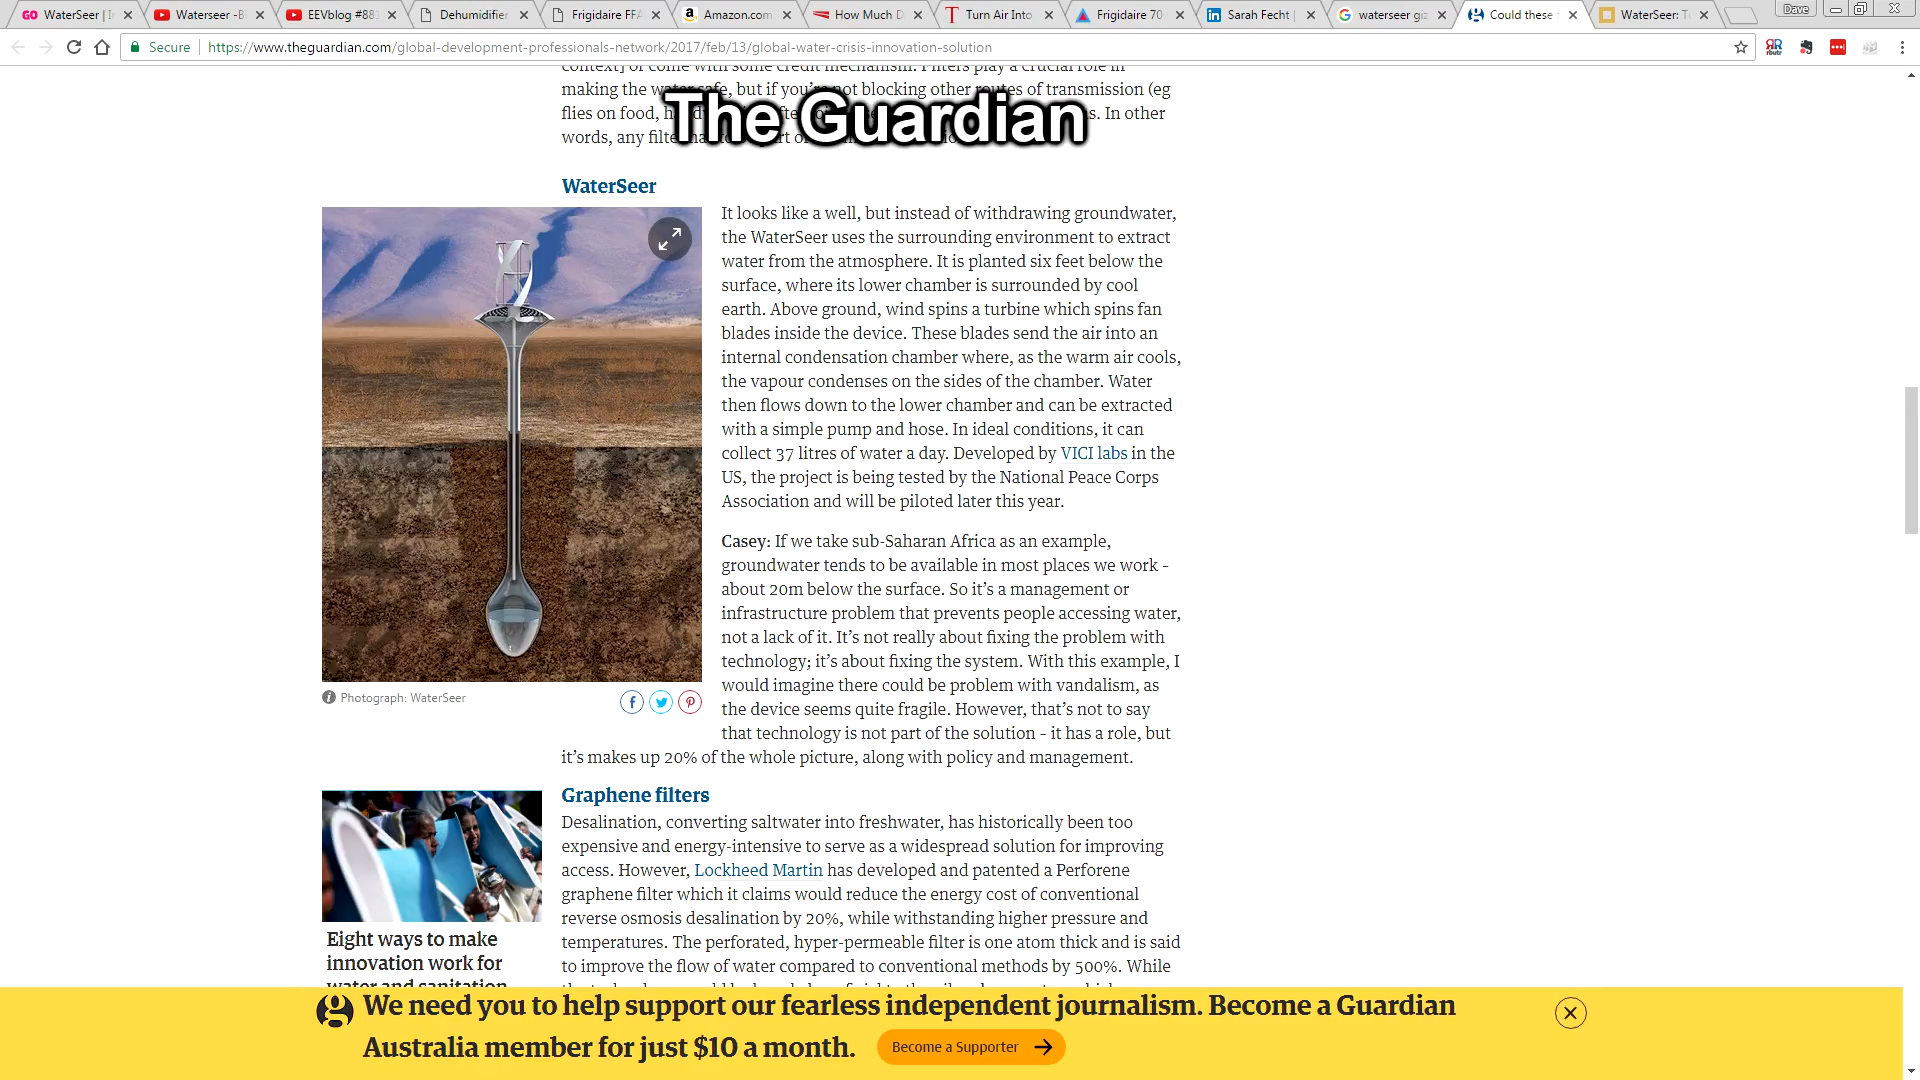 WaterSeer | I
Waterseer - B
EEVblog #88
Dehumidifier
Frigidaire FFA
Amazon.com
How Much D
Turn Air Into
Frigidaire 70
Sarah Fecht |
waterseer giz
Could these
WaterSeer: T
Dave
Secure | https://www.theguardian.com/global-development-professionals-network/2017/feb/13/global-water-crisis-innovation-solution
context] or come with some credit mechanism. Filters play a crucial role in
making the water safe, but if you're not blocking other routes of transmission (eg
The Guardian
flies on food, s. In other
words, any filter
WaterSeer
It looks like a well, but instead of withdrawing groundwater,
the WaterSeer uses the surrounding environment to extract
water from the atmosphere. It is planted six feet below the
surface, where its lower chamber is surrounded by cool
earth. Above ground, wind spins a turbine which spins fan
blades inside the device. These blades send the air into an
internal condensation chamber where, as the warm air cools,
the vapour condenses on the sides of the chamber. Water
then flows down to the lower chamber and can be extracted
with a simple pump and hose. In ideal conditions, it can
collect 37 litres of water a day. Developed by VICI labs in the
US, the project is being tested by the National Peace Corps
Association and will be piloted later this year.
Photograph: WaterSeer
Casey: If we take sub-Saharan Africa as an example,
groundwater tends to be available in most places we work -
about 20m below the surface. So it's a management or
infrastructure problem that prevents people accessing water,
not a lack of it. It's not really about fixing the problem with
technology; it's about fixing the system. With this example, I
would imagine there could be problem with vandalism, as
the device seems quite fragile. However, that's not to say
that technology is not part of the solution - it has a role, but
it's makes up 20% of the whole picture, along with policy and management.
Graphene filters
Desalination, converting saltwater into freshwater, has historically been too
expensive and energy-intensive to serve as a widespread solution for improving
access. However, Lockheed Martin has developed and patented a Perforene
graphene filter which it claims would reduce the energy cost of conventional
reverse osmosis desalination by 20%, while withstanding higher pressure and
temperatures. The perforated, hyper-permeable filter is one atom thick and is said
to improve the flow of water compared to conventional methods by 500%. While
Eight ways to make
innovation work for
water and sanitation
We need you to help support our fearless independent journalism. Become a Guardian
Australia member for just $10 a month. Become a Supporter